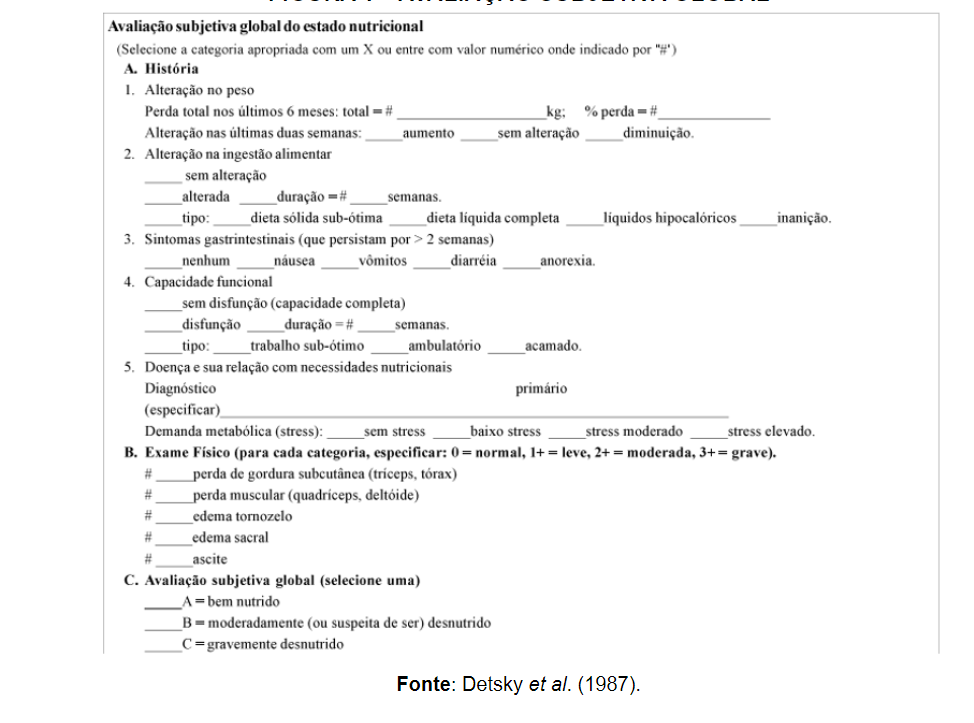 Avaliação subjetiva global do estado nutricional
(Selecione a categoria apropriada com um X ou entre com valor numérico onde indicado por "#")
A. História
1. Alteração no peso
Perda total nos últimos 6 meses: total = # ____________________kg; % perda = #_______________
Alteração nas últimas duas semanas: _____aumento _____sem alteração _____diminuição.
2. Alteração na ingestão alimentar
_____ sem alteração
_____alterada _____duração = # _____semanas.
_____tipo: _____dieta sólida sub-ótima _____dieta líquida completa _____líquidos hipocalóricos _____inanição.
3. Sintomas gastrintestinais (que persistam por > 2 semanas)
_____nenhum _____náusea _____vômitos _____diarréia _____anorexia.
4. Capacidade funcional
_____sem disfunção (capacidade completa)
_____disfunção _____duração = # _____semanas.
_____tipo: _____trabalho sub-ótimo _____ambulatório _____acamado.
5. Doença e sua relação com necessidades nutricionais
Diagnóstico primário
(especificar)____________________________________________________________________
Demanda metabólica (stress): _____sem stress _____baixo stress _____stress moderado _____stress elevado.
B. Exame Físico (para cada categoria, especificar: 0 = normal, 1+ = leve, 2+ = moderada, 3+ = grave).
# _____perda de gordura subcutânea (tríceps, tórax)
# _____perda muscular (quadríceps, deltóide)
# _____edema tornozelo
# _____edema sacral
# _____ascite
C. Avaliação subjetiva global (selecione uma)
_____A = bem nutrido
_____B = moderadamente (ou suspeita de ser) desnutrido
_____C = gravemente desnutrido
Fonte: Detsky et al. (1987).